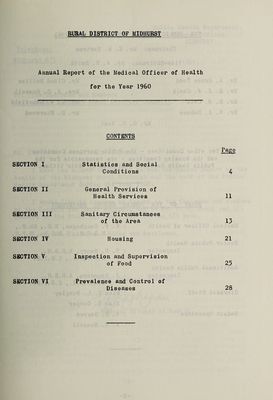 RURAL DISTRICT OF MIDHURST
Annual Report of the Medical Officer of Health
for the Year 1960
CONTENTS
Page
SECTION I Statistics and Social
Conditions 4
SECTION II General Provision of
Health Services 11
SECTION III Sanitary Circumstances
of the Area 13
SECTION IV Housing 21
SECTION V Inspection and Supervision
of Food 25
SECTION VI Prevalence and Control of
Diseases 28